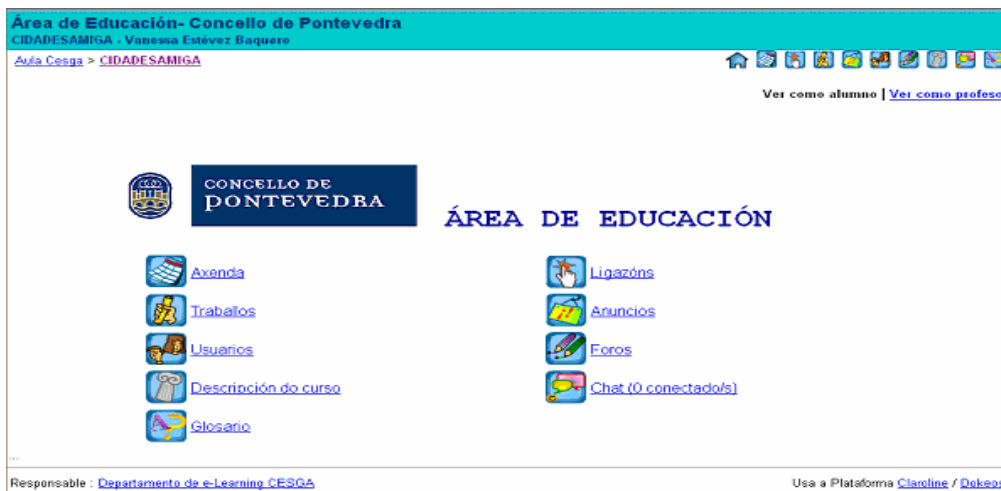 Área de Educación- Concello de Pontevedra
CIDADESAMIGA - Vanessa Estévez Baquero
Aula Cesga > CIDADESAMIGA
Ver como alumno | Ver como profeso
CONCELLO DE
PONTEVEDRA
ÁREA DE EDUCACIÓN
Axenda
Ligazóns
Traballos
Anuncios
Usuarios
Foros
Descripción do curso
Chat (0 conectado/s)
Glosario
...
Responsable : Departamento de e-Learning CESGA
Usa a Plataforma Claroline / Dokeos